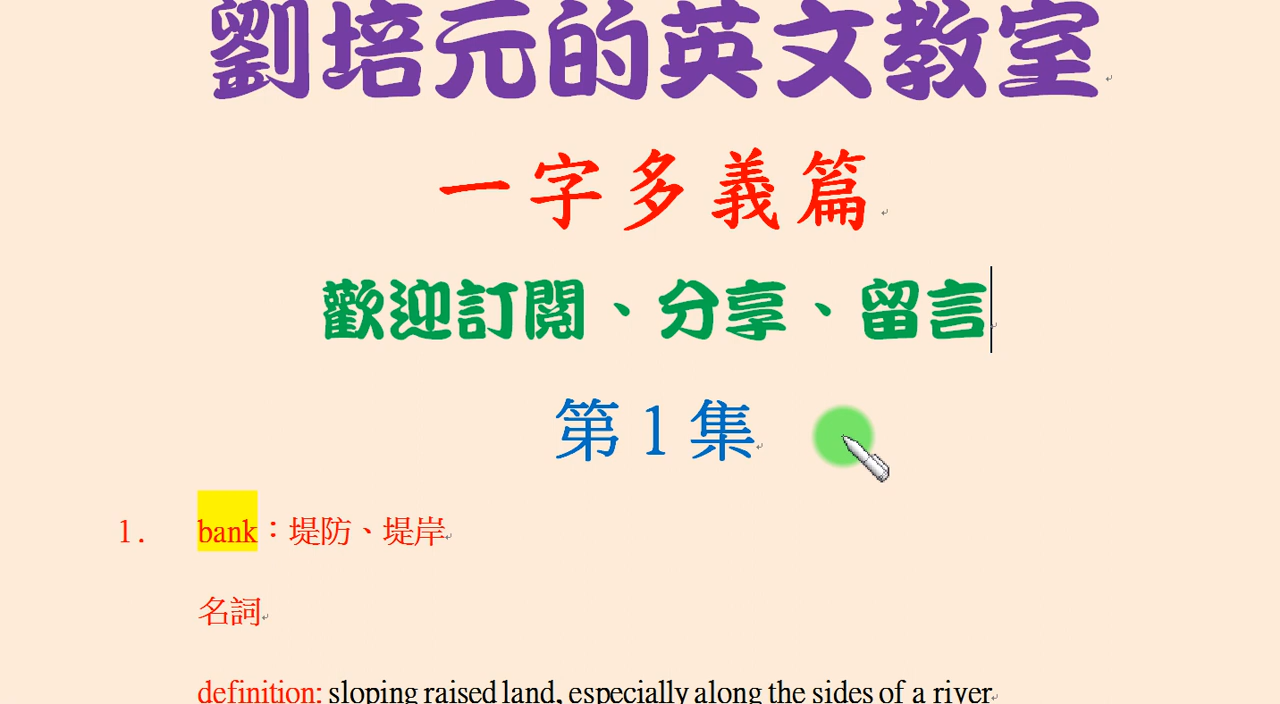 劉培元的英文教室
一字多義篇
歡迎訂閱、分享、留言
第1集
1. bank：堤防、堤岸
名詞
definition: sloping raised land, especially along the sides of a river